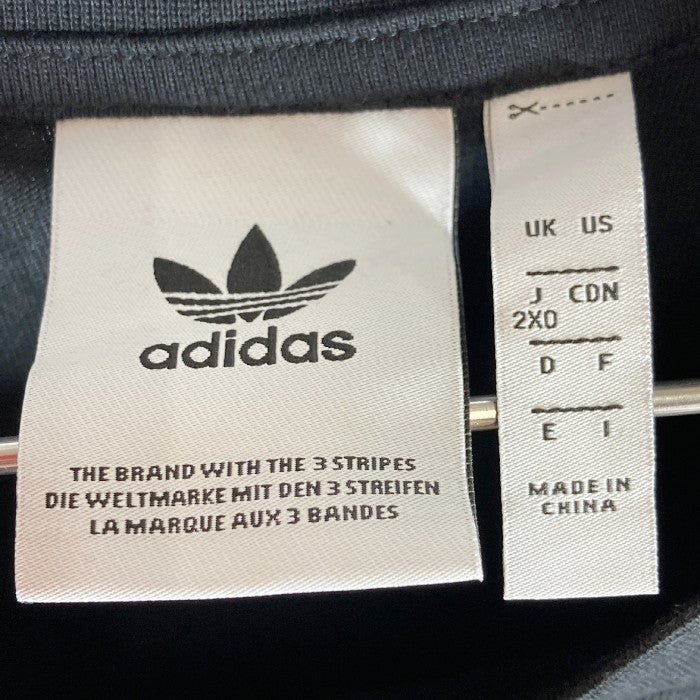 adidas
THE BRAND WITH THE 3 STRIPES
DIE WELTMARKE MIT DEN 3 STREIFEN
LA MARQUE AUX 3 BANDES
UK US
J CDN
2XO
D F
E I
MADE IN
CHINA